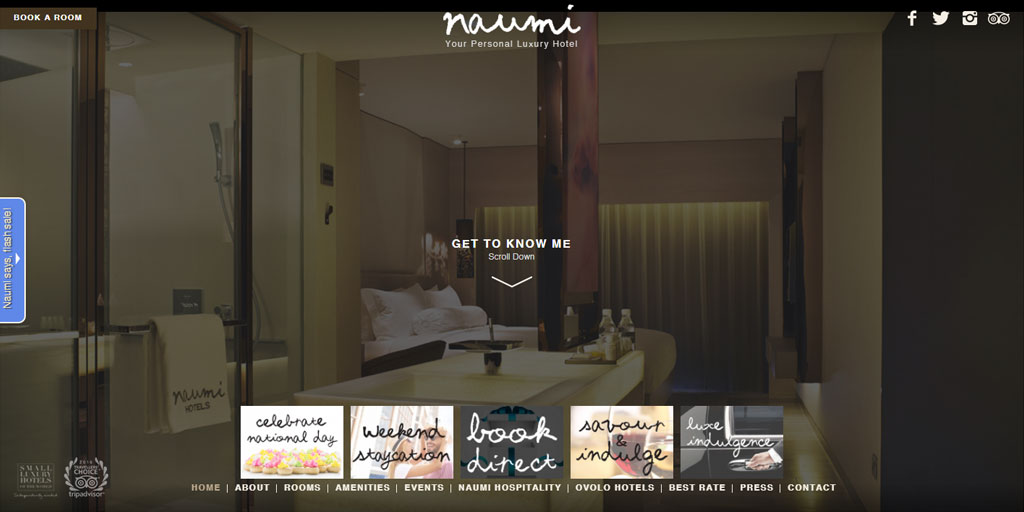 BOOK A ROOM
naumi
Your Personal Luxury Hotel
Naumi says, flash sale!
GET TO KNOW ME
Scroll Down
naumi
HOTELS
celebrate
national day
weekend
staycation
book
direct
savour
&
indulge
luxe
indulgence
SMALL
LUXURY
HOTELS
OF THE WORLD
TRAVELLERS'
CHOICE
tripadvisor
HOME | ABOUT | ROOMS | AMENITIES | EVENTS | NAUMI HOSPITALITY | OVOLO HOTELS | BEST RATE | PRESS | CONTACT